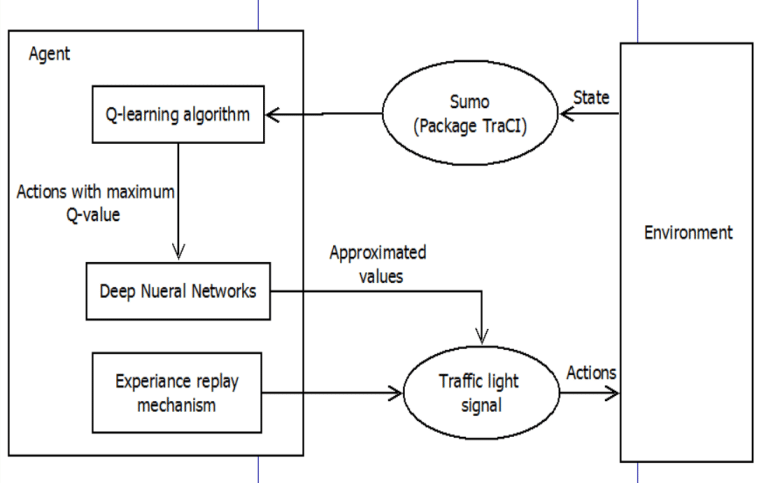 Agent
Q-learning algorithm
Sumo
(Package TraCI)
State
Actions with maximum
Q-value
Environment
Approximated
values
Deep Nueral Networks
Experiance replay
mechanism
Traffic light
signal
Actions